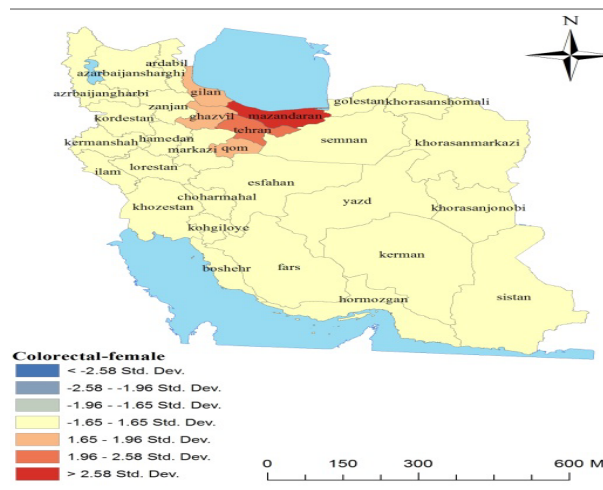 N
ardabil
azarbaijansharghi
azrbaijangharbi
gilan
zanjan
golestan
khorasanshomali
ghazvil
mazandaran
kordestan
tehran
semnan
hamedan
kermanshah
markazi
qom
khorasanmarkazi
lorestan
ilam
esfahan
choharmahal
yazd
khorasanjonobi
khozestan
kohgiloye
kerman
boshehr
fars
hormozgan
sistan
Colorectal-female
< -2.58 Std. Dev.
-2.58 - -1.96 Std. Dev.
-1.96 - -1.65 Std. Dev.
-1.65 - 1.65 Std. Dev.
1.65 - 1.96 Std. Dev.
1.96 - 2.58 Std. Dev.
> 2.58 Std. Dev.
0 150 300 600 M